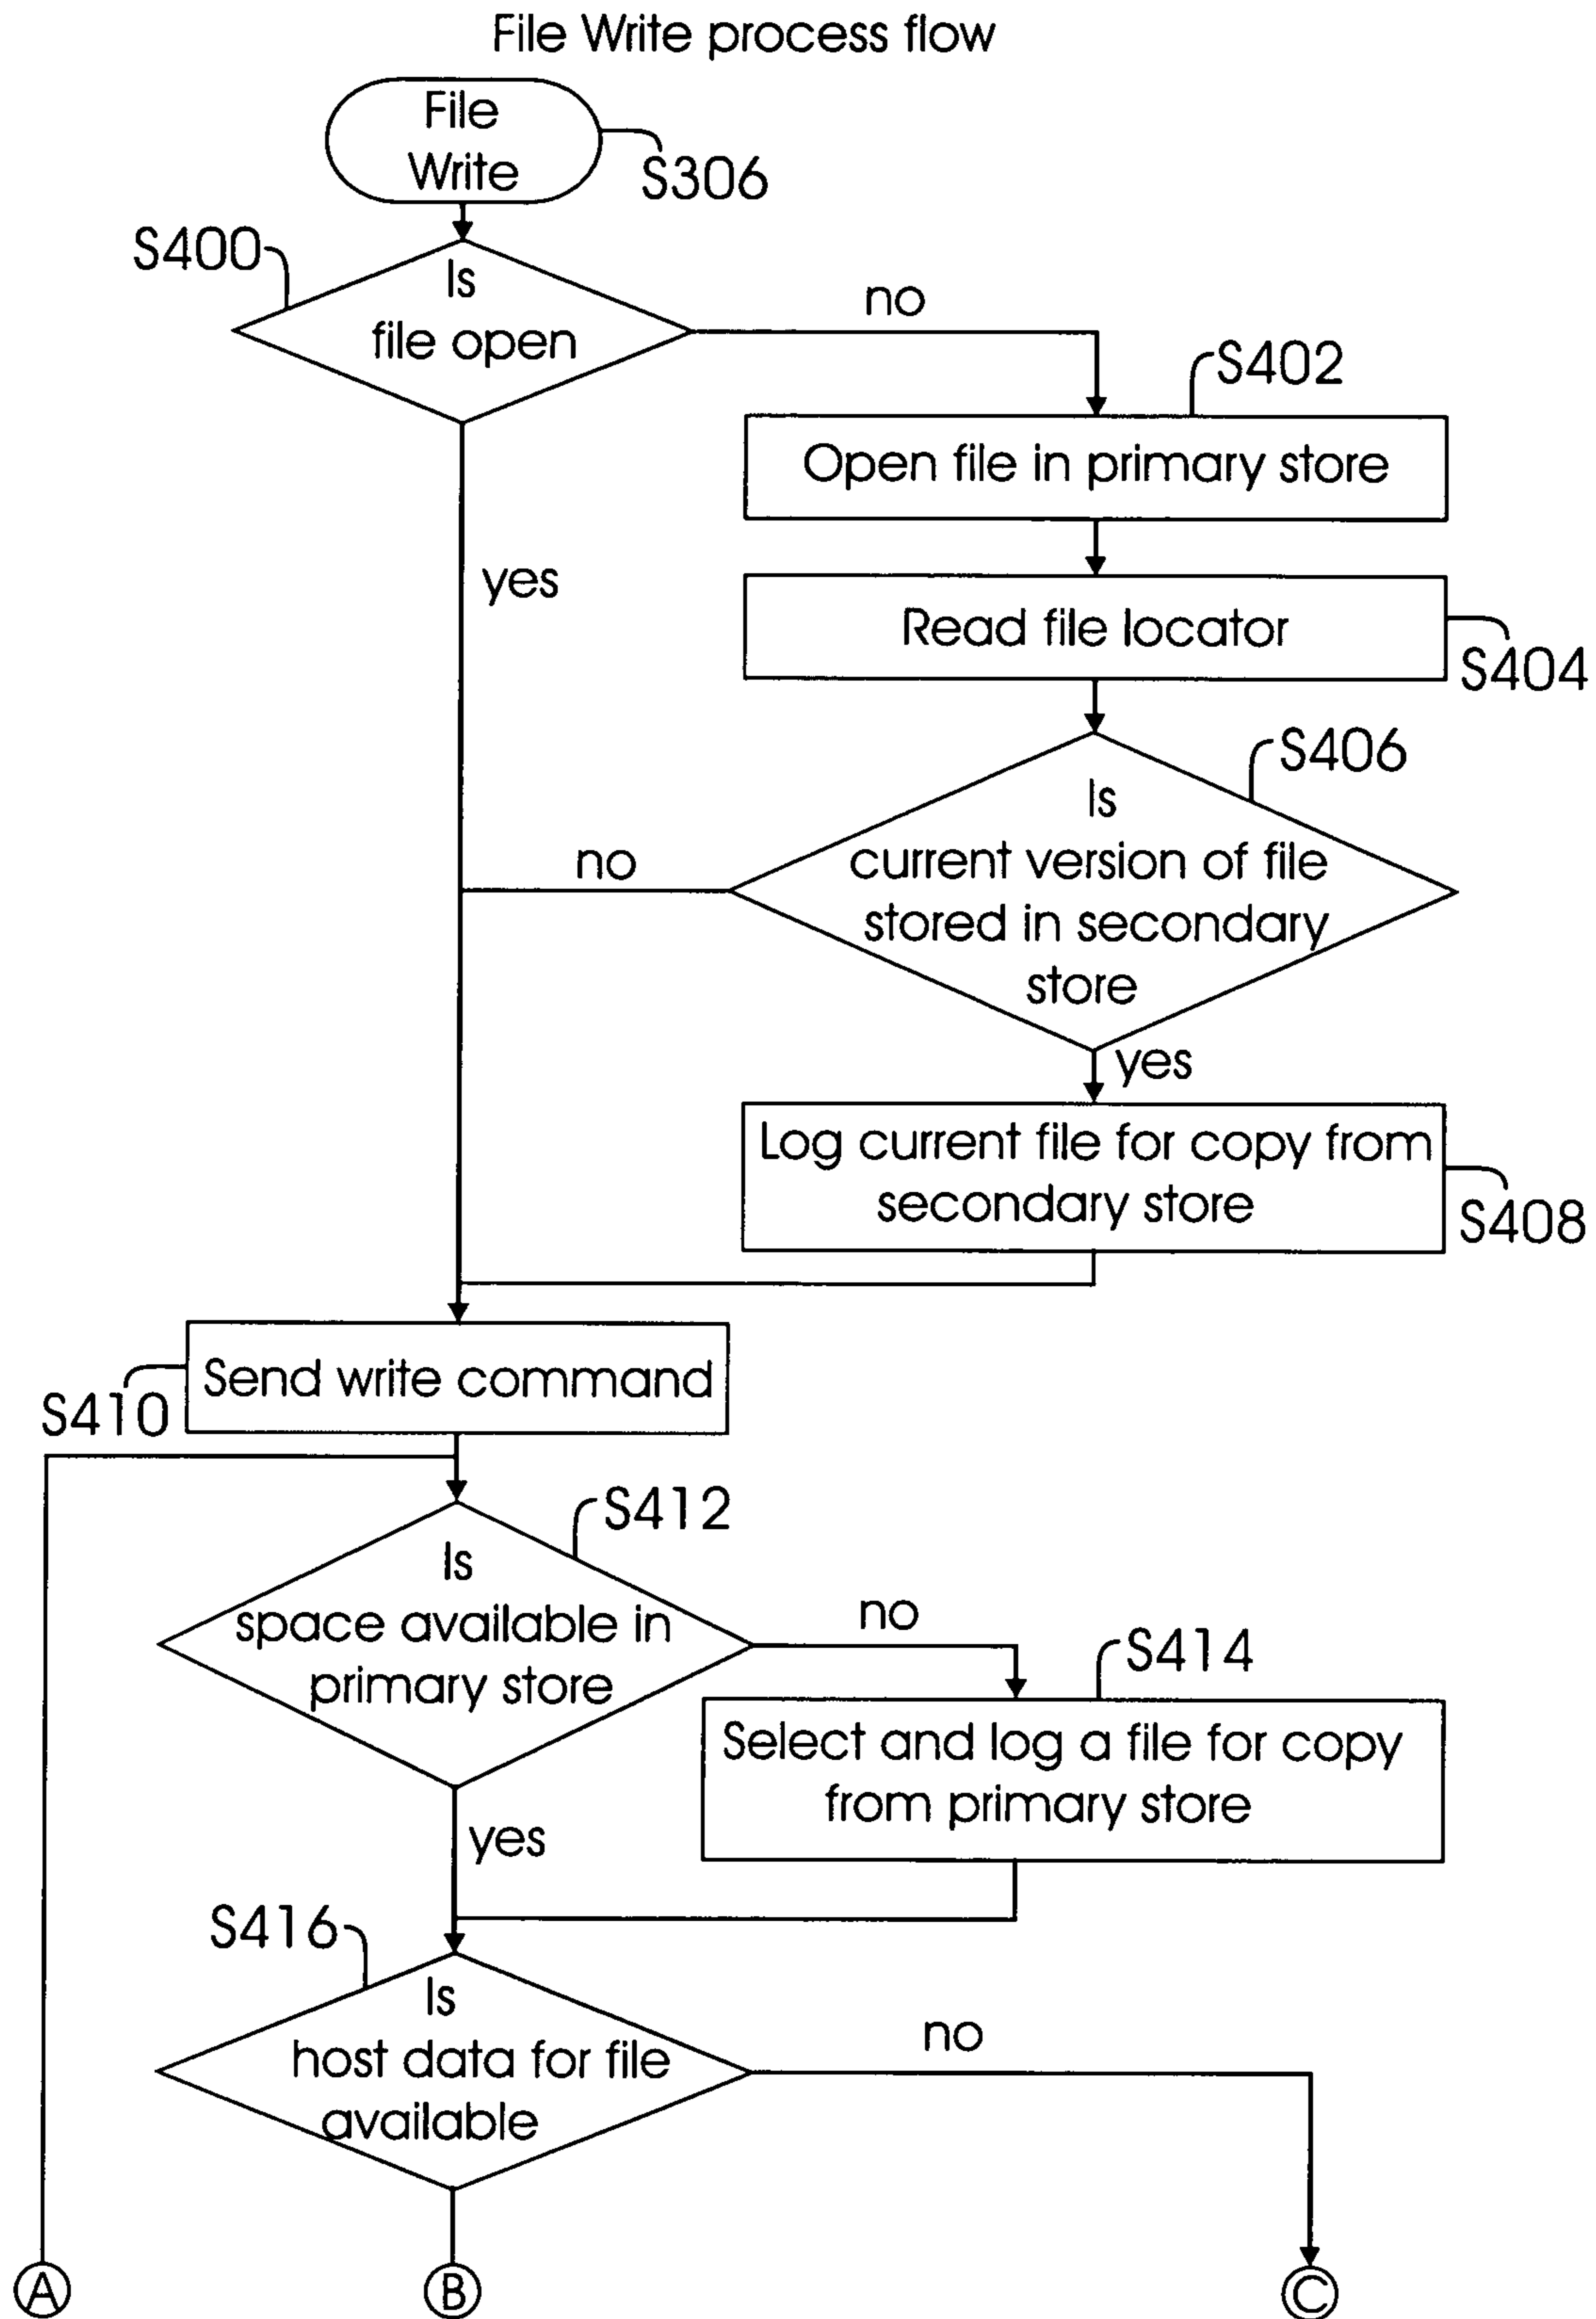 File Write process flow
File
Write
S306
S400
Is
file open
no
S402
Open file in primary store
yes
Read file locator
S404
S406
Is
current version of file
stored in secondary
store
no
yes
Log current file for copy from
secondary store
S408
Send write command
S410
S412
Is
space available in
primary store
no
S414
Select and log a file for copy
from primary store
yes
S416
Is
host data for file
available
no
A
B
C